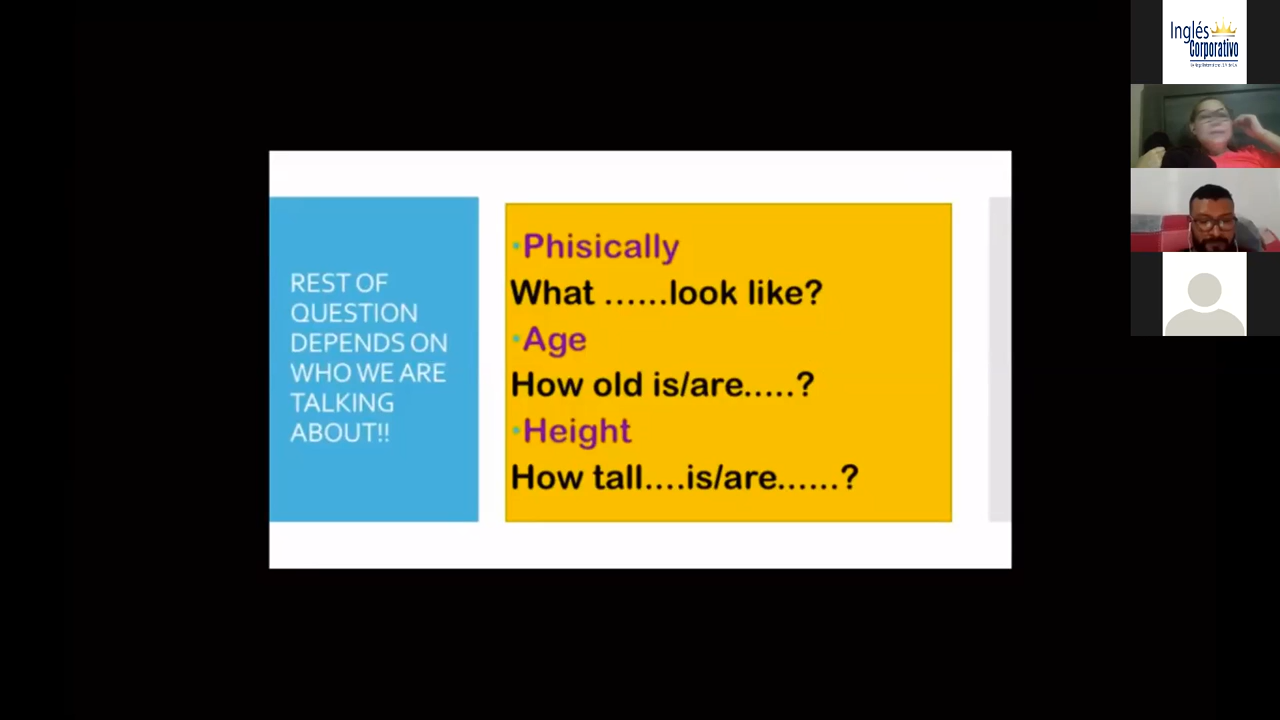 REST OF
QUESTION
DEPENDS ON
WHO WE ARE
TALKING
ABOUT!!
•Phisically
What ......look like?
•Age
How old is/are.....?
•Height
How tall....is/are......?
Inglés
Corporativo